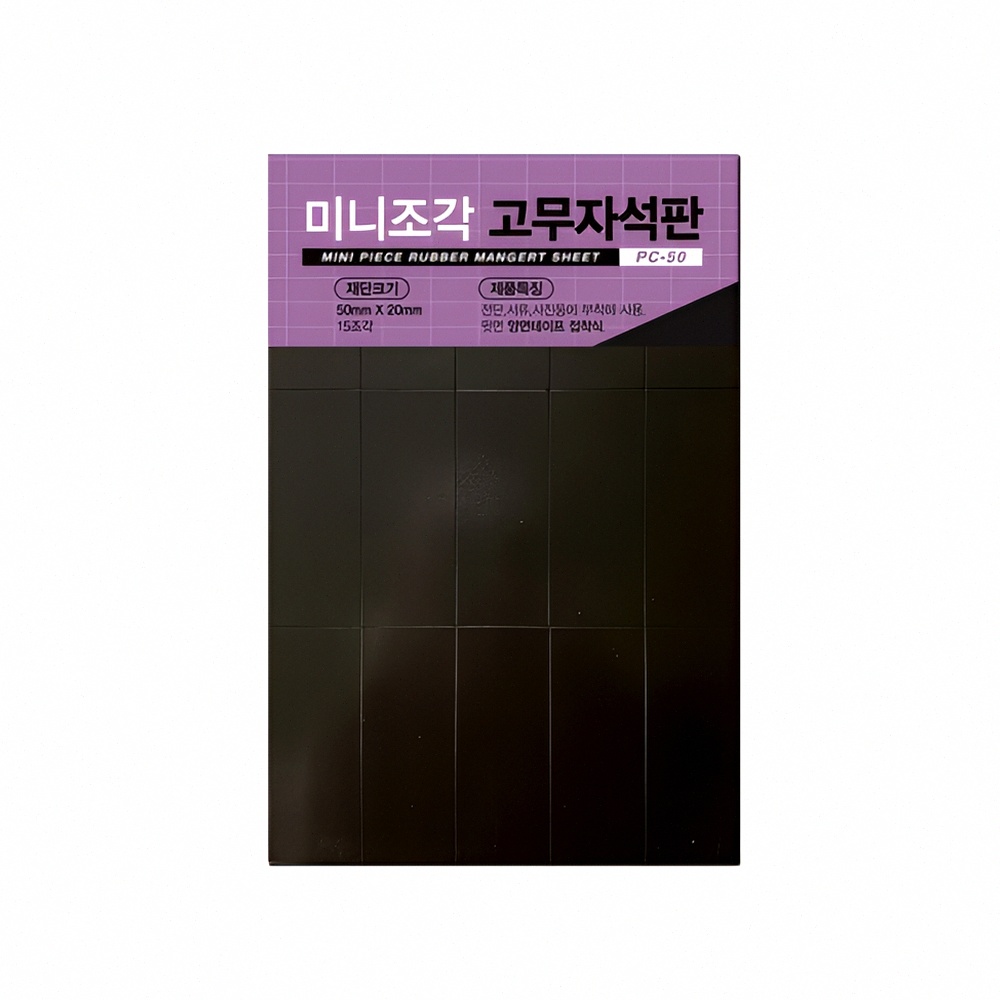 미니조각 고무자석판
MINI PIECE RUBBER MANGERT SHEET PC-50
재단크기
50mm X 20mm
15조각
제품특징
전단,서류,사진등에 부착해 사용.
뒷면 양면테이프 접착식